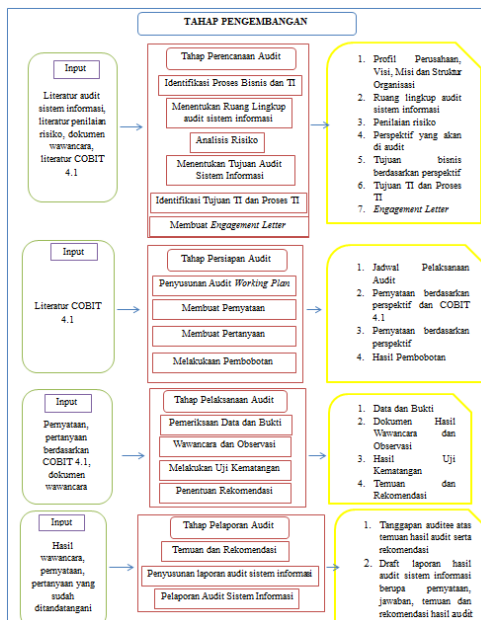 TAHAP PENGEMBANGAN
Input
Literatur audit
sistem informasi,
literatur penilaian
risiko, dokumen
wawancara,
literatur COBIT
4.1
Tahap Perencanaan Audit
Identifikasi Proses Bisnis dan TI
Menentukan Ruang Lingkup
audit sistem informasi
Analisis Risiko
Menentukan Tujuan Audit
Sistem Informasi
Identifikasi Tujuan TI dan Proses TI
Membuat Engagement Letter
1. Profil Perusahaan,
Visi, Misi dan Struktur
Organisasi
2. Ruang lingkup audit
sistem informasi
3. Penilaian risiko
4. Perspektif yang akan
di audit
5. Tujuan bisnis
berdasarkan perspektif
6. Tujuan TI dan Proses
TI
7. Engagement Letter
Input
Literatur COBIT
4.1
Tahap Persiapan Audit
Penyusunan Audit Working Plan
Membuat Pernyataan
Membuat Pertanyaan
Melakukaan Pembobotan
1. Jadwal Pelaksanaan
Audit
2. Pernyataan berdasarkan
perspektif dan COBIT
4.1
3. Pernyataan berdasarkan
perspektif
4. Hasil Pembobotan
Input
Pernyataan,
pertanyaan
berdasarkan
COBIT 4.1,
dokumen
wawancara
Tahap Pelaksanaan Audit
Pemeriksaan Data dan Bukti
Wawancara dan Observasi
Melakukan Uji Kematangan
Penentuan Rekomendasi
1. Data dan Bukti
2. Dokumen Hasil
Wawancara dan
Observasi
3. Hasil Uji
Kematangan
4. Temuan dan
Rekomendasi
Input
Hasil
wawancara,
pernyataan,
pertanyaan yang
sudah
ditandatangani
Tahap Pelaporan Audit
Temuan dan Rekomendasi
Penyusunan laporan audit sistem informasi
Pelaporan Audit Sistem Informasi
1. Tanggapan auditee atas
temuan hasil audit serta
rekomendasi
2. Draft laporan hasil
audit sistem informasi
berupa pernyataan,
jawaban, temuan dan
rekomendasi hasil audit